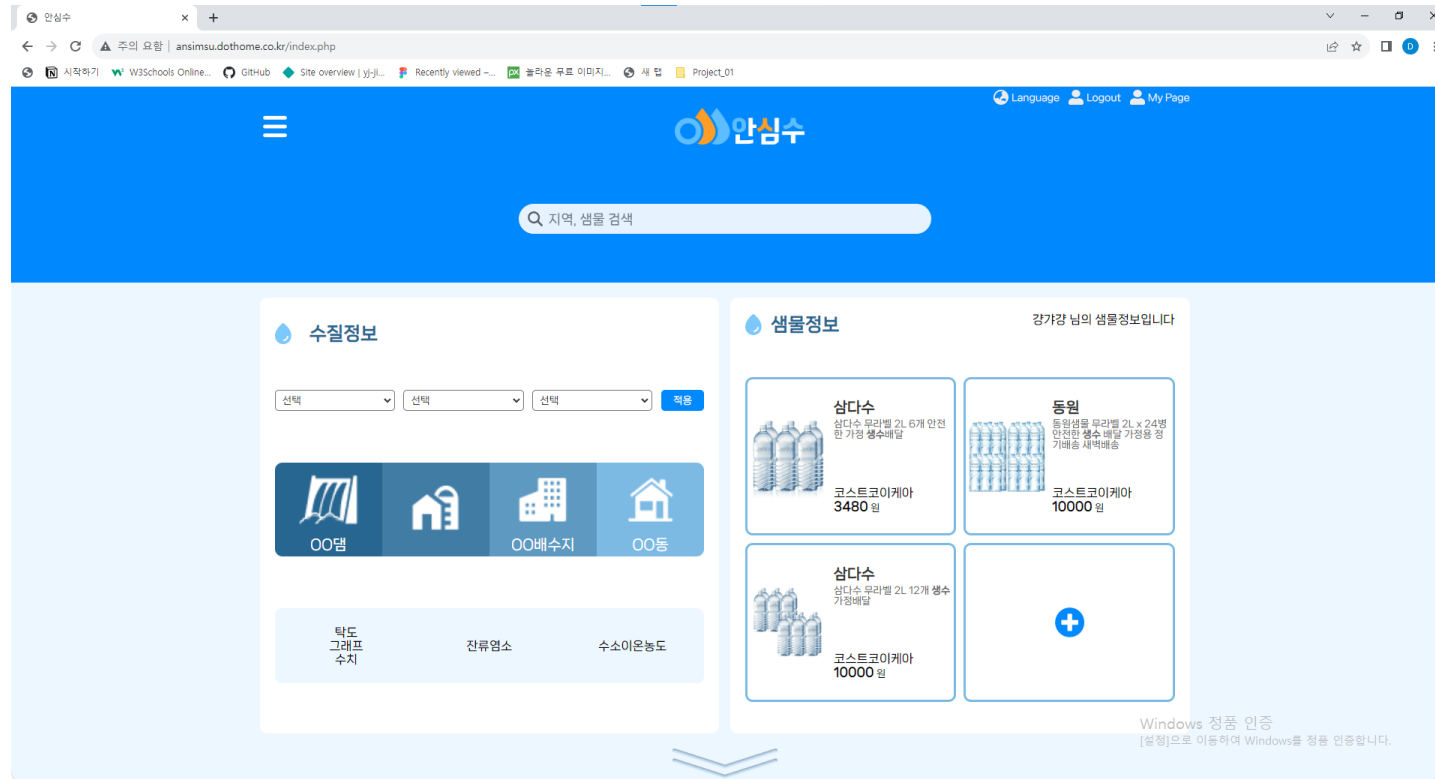 안심수
주의 요함 | ansimsu.dothome.co.kr/index.php
D
시작하기 W3Schools Online... GitHub Site overview | yj-ji... Recently viewed –... 놀라운 무료 이미지... 새 탭 Project_01
Language Logout My Page
안심수
지역, 샘물 검색
수질정보
선택 선택 선택 적용
OO댐 OO배수지 OO동
탁도
그래프
수치
잔류염소
수소이온농도
샘물정보
걍갸걍 님의 샘물정보입니다
삼다수
삼다수 무라벨 2L 6개 안전
한 가정 생수배달
코스트코이케아
3480 원
동원
동원샘물 무라벨 2L x 24병
안전한 생수 배달 가정용 정
기배송 새벽배송
코스트코이케아
10000 원
삼다수
삼다수 무라벨 2L 12개 생수
가정배달
코스트코이케아
10000 원
Windows 정품 인증
[설정]으로 이동하여 Windows를 정품 인증합니다.